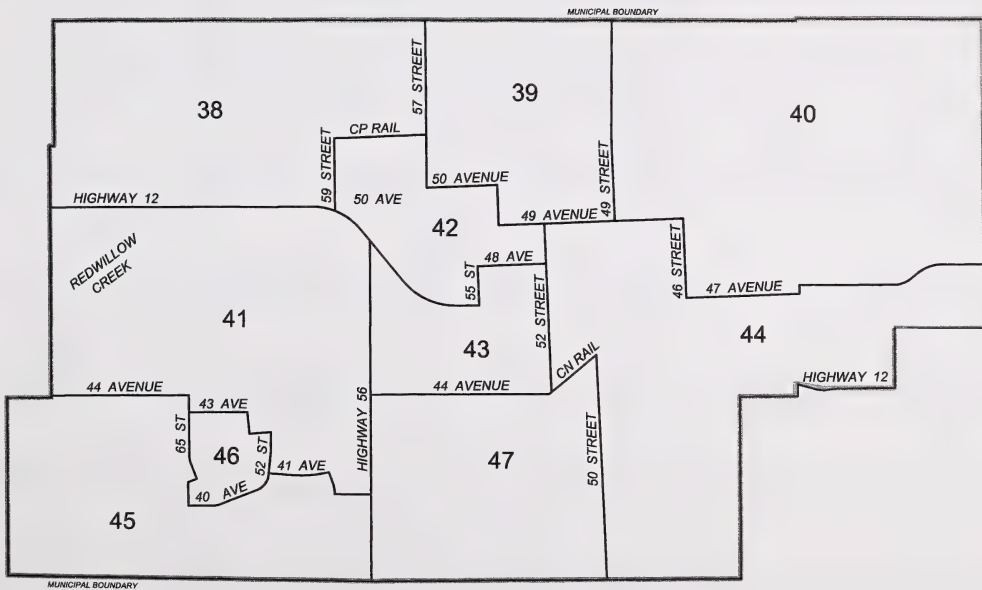 MUNICIPAL BOUNDARY
38
57 STREET
39
40
CP RAIL
59 STREET
50 AVE
50 AVENUE
49 STREET
HIGHWAY 12
49 AVENUE
42
REDWILLOW
CREEK
48 AVE
55 ST
46 STREET
47 AVENUE
41
52 STREET
43
44
CN RAIL
HIGHWAY 12
44 AVENUE
44 AVENUE
HIGHWAY 56
43 AVE
65 ST
46
52 ST
41 AVE
47
50 STREET
40 AVE
45
MUNICIPAL BOUNDARY